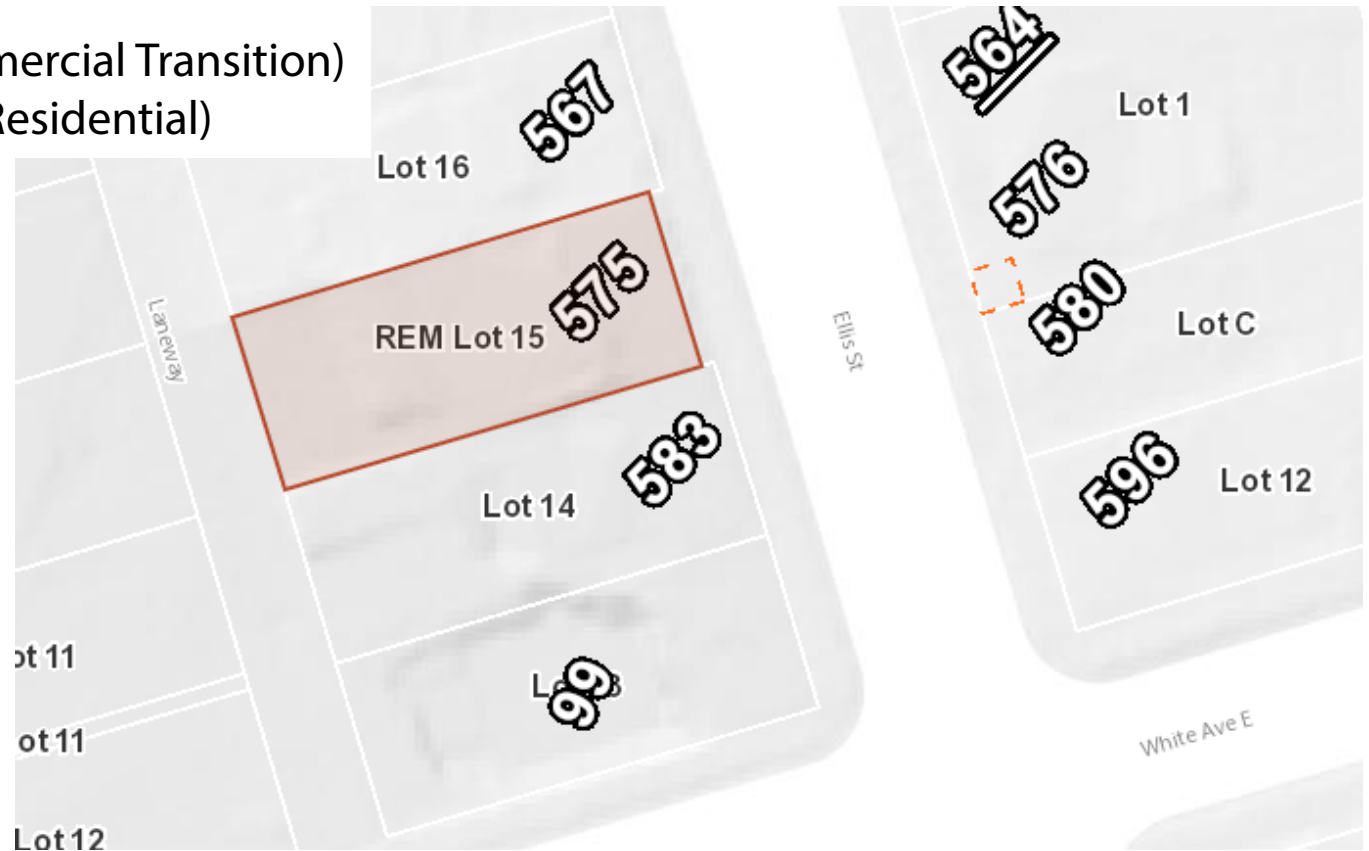 mercial Transition)
Residential)
564
567
Lot 1
Lot 16
576
575
580
Laneway
REM Lot 15
Ellis St
Lot C
583
596
Lot 14
Lot 12
ot 11
99
ot 11
White Ave E
Lot 12